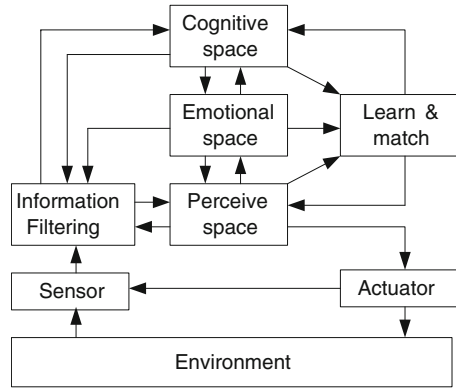 Cognitive
space
Emotional
space
Learn &
match
Information
Filtering
Perceive
space
Sensor
Actuator
Environment